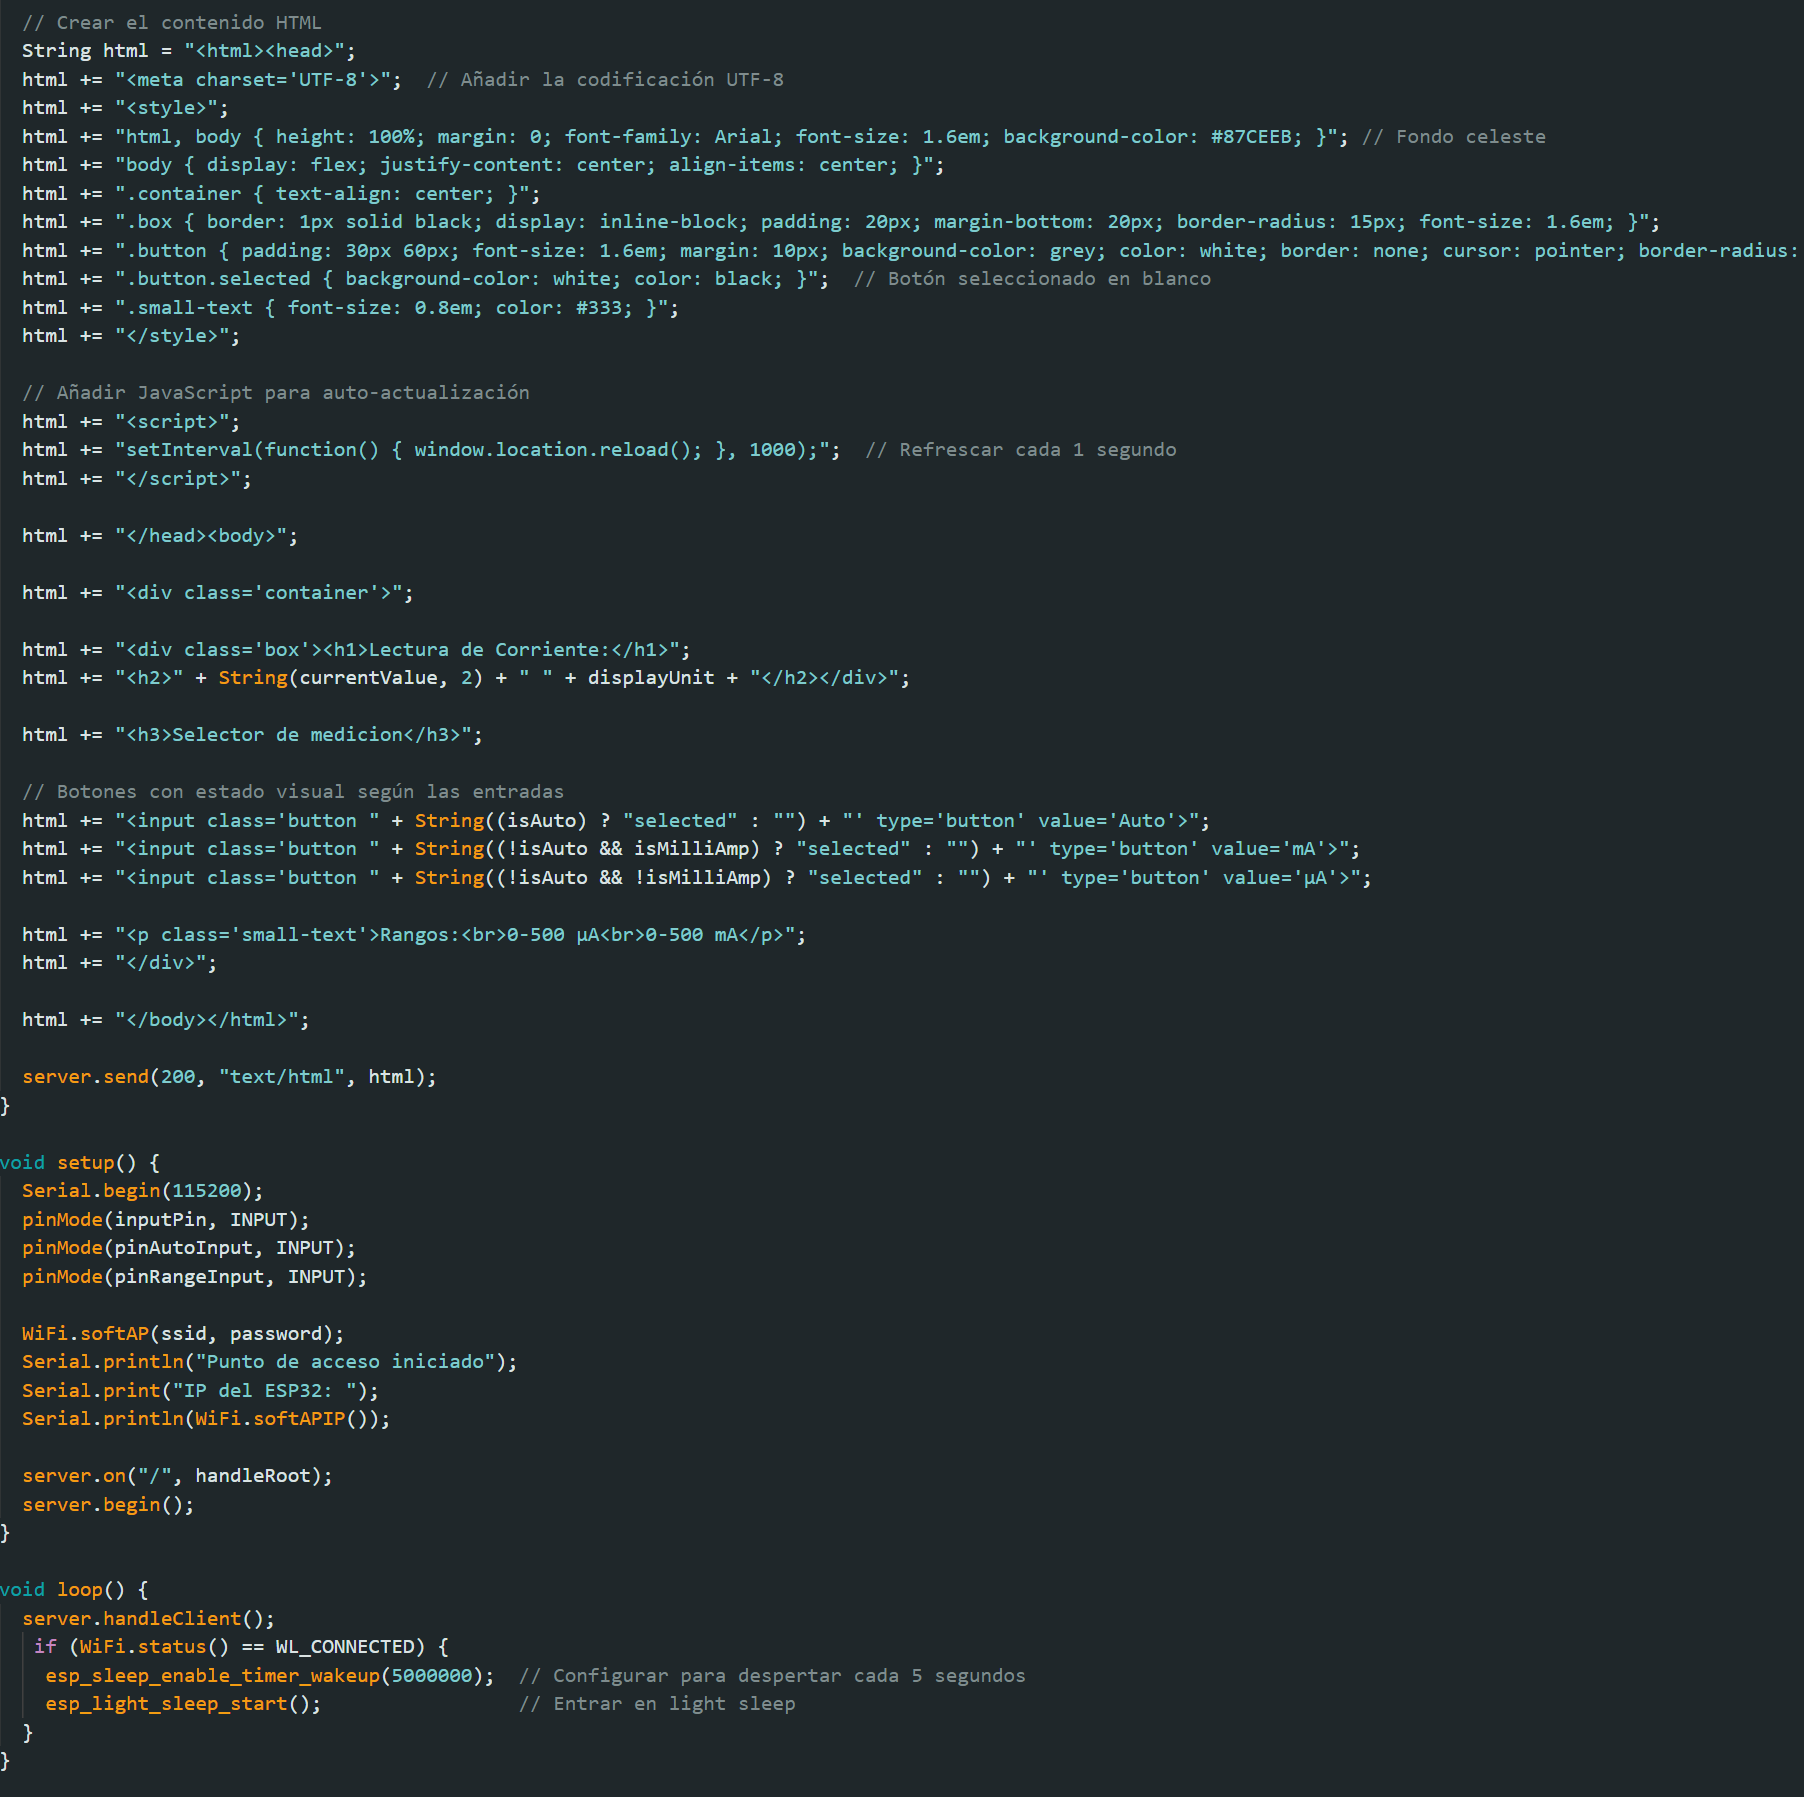 // Crear el contenido HTML
String html = "<html><head>";
html += "<meta charset='UTF-8'>";  // Añadir la codificación UTF-8
html += "<style>";
html += "html, body { height: 100%; margin: 0; font-family: Arial; font-size: 1.6em; background-color: #87CEEB; }"; // Fondo celeste
html += "body { display: flex; justify-content: center; align-items: center; }";
html += ".container { text-align: center; }";
html += ".box { border: 1px solid black; display: inline-block; padding: 20px; margin-bottom: 20px; border-radius: 15px; font-size: 1.6em; }";
html += ".button { padding: 30px 60px; font-size: 1.6em; margin: 10px; background-color: grey; color: white; border: none; cursor: pointer; border-radius:
html += ".button.selected { background-color: white; color: black; }";  // Botón seleccionado en blanco
html += ".small-text { font-size: 0.8em; color: #333; }";
html += "</style>";
// Añadir JavaScript para auto-actualización
html += "<script>";
html += "setInterval(function() { window.location.reload(); }, 1000);";  // Refrescar cada 1 segundo
html += "</script>";
html += "</head><body>";
html += "<div class='container'>";
html += "<div class='box'><h1>Lectura de Corriente:</h1>";
html += "<h2>" + String(currentValue, 2) + " " + displayUnit + "</h2></div>";
html += "<h3>Selector de medicion</h3>";
// Botones con estado visual según las entradas
html += "<input class='button " + String((isAuto) ? "selected" : "") + "' type='button' value='Auto'>";
html += "<input class='button " + String((!isAuto && isMilliAmp) ? "selected" : "") + "' type='button' value='mA'>";
html += "<input class='button " + String((!isAuto && !isMilliAmp) ? "selected" : "") + "' type='button' value='µA'>";
html += "<p class='small-text'>Rangos:<br>0-500 µA<br>0-500 mA</p>";
html += "</div>";
html += "</body></html>";
server.send(200, "text/html", html);
}
void setup() {
Serial.begin(115200);
pinMode(inputPin, INPUT);
pinMode(pinAutoInput, INPUT);
pinMode(pinRangeInput, INPUT);
WiFi.softAP(ssid, password);
Serial.println("Punto de acceso iniciado");
Serial.print("IP del ESP32: ");
Serial.println(WiFi.softAPIP());
server.on("/", handleRoot);
server.begin();
}
void loop() {
server.handleClient();
if (WiFi.status() == WL_CONNECTED) {
esp_sleep_enable_timer_wakeup(5000000);  // Configurar para despertar cada 5 segundos
esp_light_sleep_start();                 // Entrar en light sleep
}
}